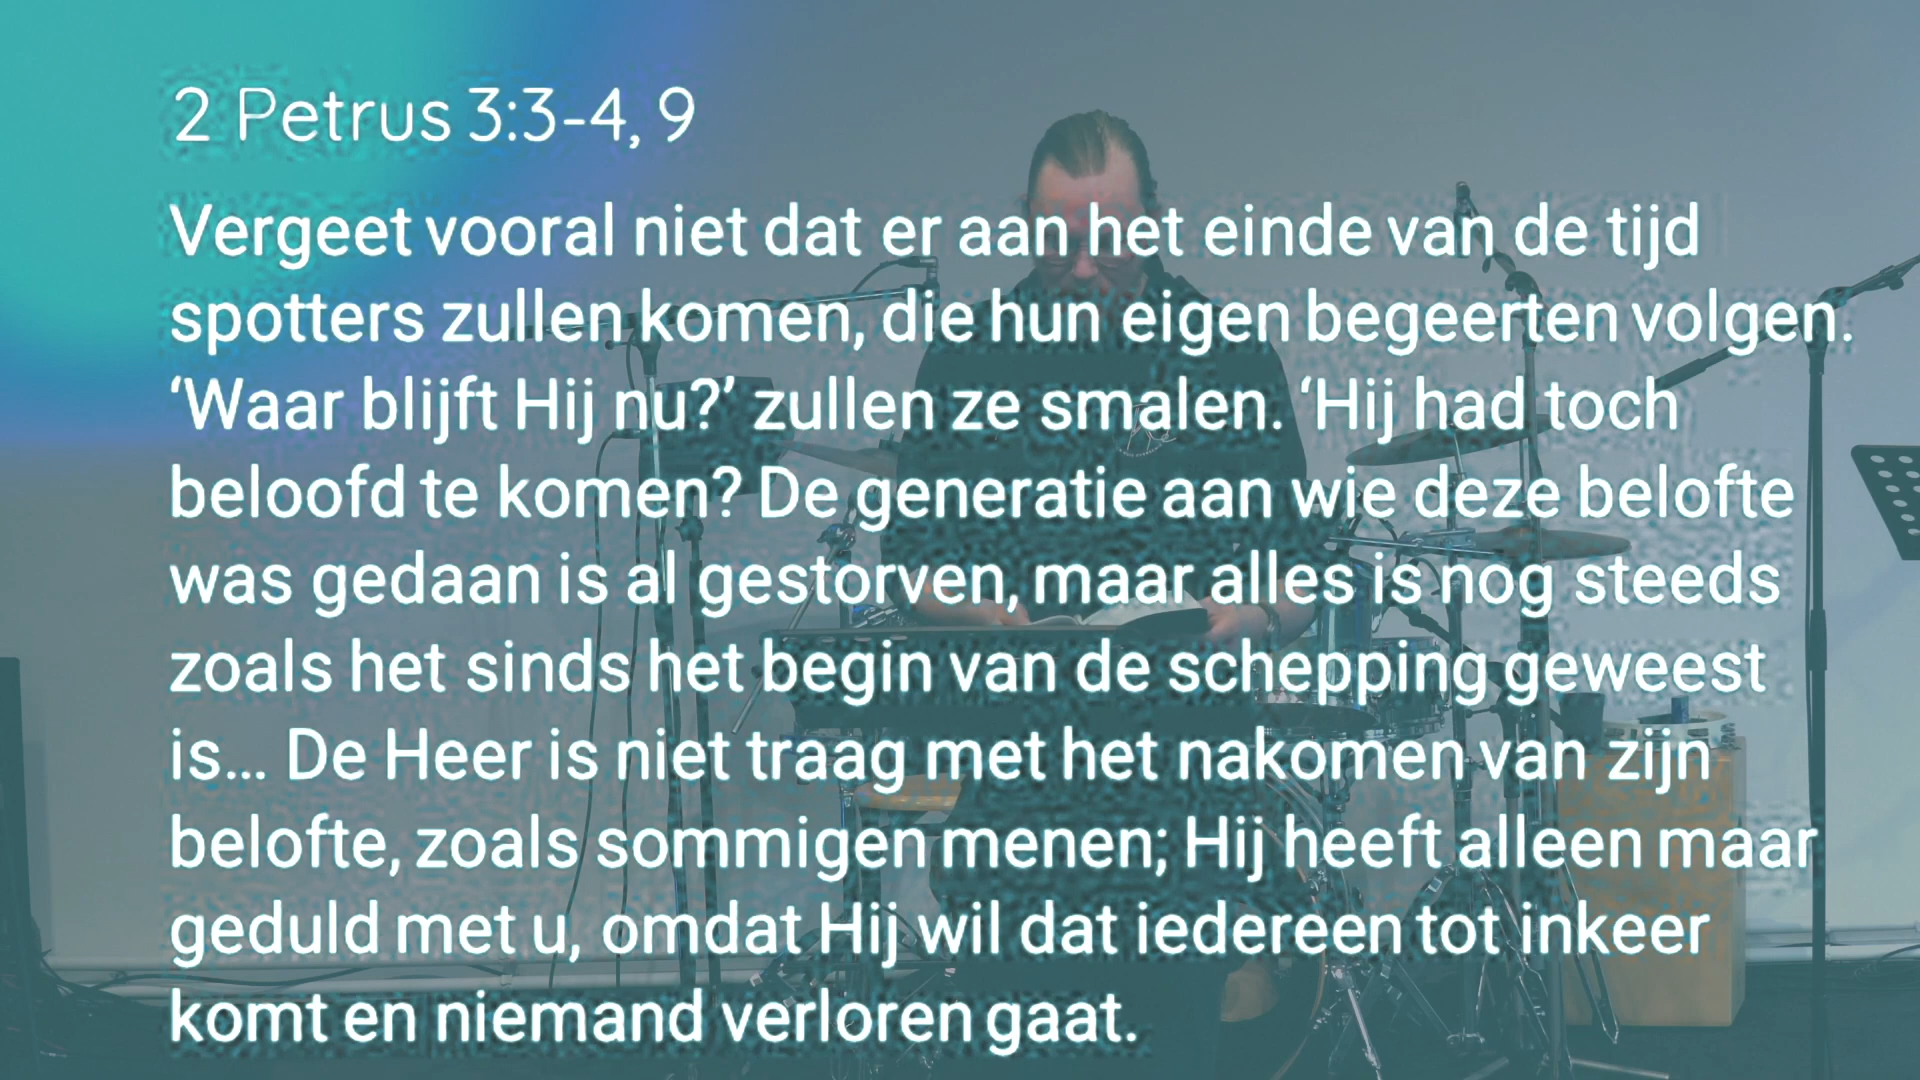 2 Petrus 3:3-4, 9
Vergeet vooral niet dat er aan het einde van de tijd
spotters zullen komen, die hun eigen begeerten volgen.
‘Waar blijft Hij nu?’ zullen ze smalen. ‘Hij had toch
beloofd te komen? De generatie aan wie deze belofte
was gedaan is al gestorven, maar alles is nog steeds
zoals het sinds het begin van de schepping geweest
is... De Heer is niet traag met het nakomen van zijn
belofte, zoals sommigen menen; Hij heeft alleen maar
geduld met u, omdat Hij wil dat iedereen tot inkeer
komt en niemand verloren gaat.